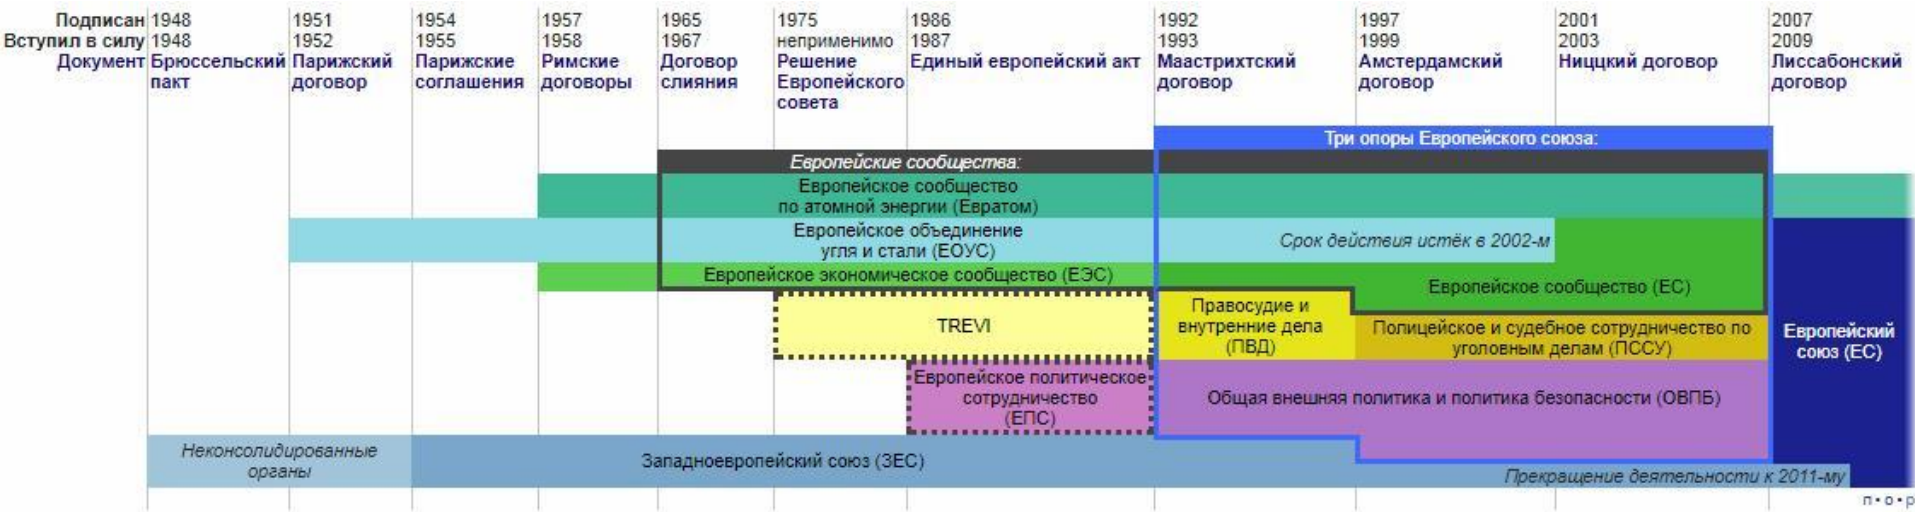 Подписан 1948 1951 1954 1957 1965 1975 1986 1992 1997 2001 2007
Вступил в силу 1948 1952 1955 1958 1967 неприменимо 1987 1993 1999 2003 2009
Документ Брюссельский Парижский Парижские Римские Договор Решение Единый европейский акт Маастрихтский Амстердамский Ниццкий договор Лиссабонский
пакт договор соглашения договоры слияния Европейского договор договор договор
совета
Три опоры Европейского союза:
Европейские сообщества:
Европейское сообщество
по атомной энергии (Евратом)
Европейское объединение
угля и стали (ЕОУС)
Срок действия истёк в 2002-м
Европейское экономическое сообщество (ЕЭС)
Европейское сообщество (ЕС)
TREVI
Правосудие и
внутренние дела
(ПВД)
Полицейское и судебное сотрудничество по
уголовным делам (ПССУ)
Европейский
союз (ЕС)
Европейское политическое
сотрудничество
(ЕПС)
Общая внешняя политика и политика безопасности (ОВПБ)
Неконсолидированные
органы
Западноевропейский союз (ЗЕС)
Прекращение деятельности к 2011-му
п • о • р